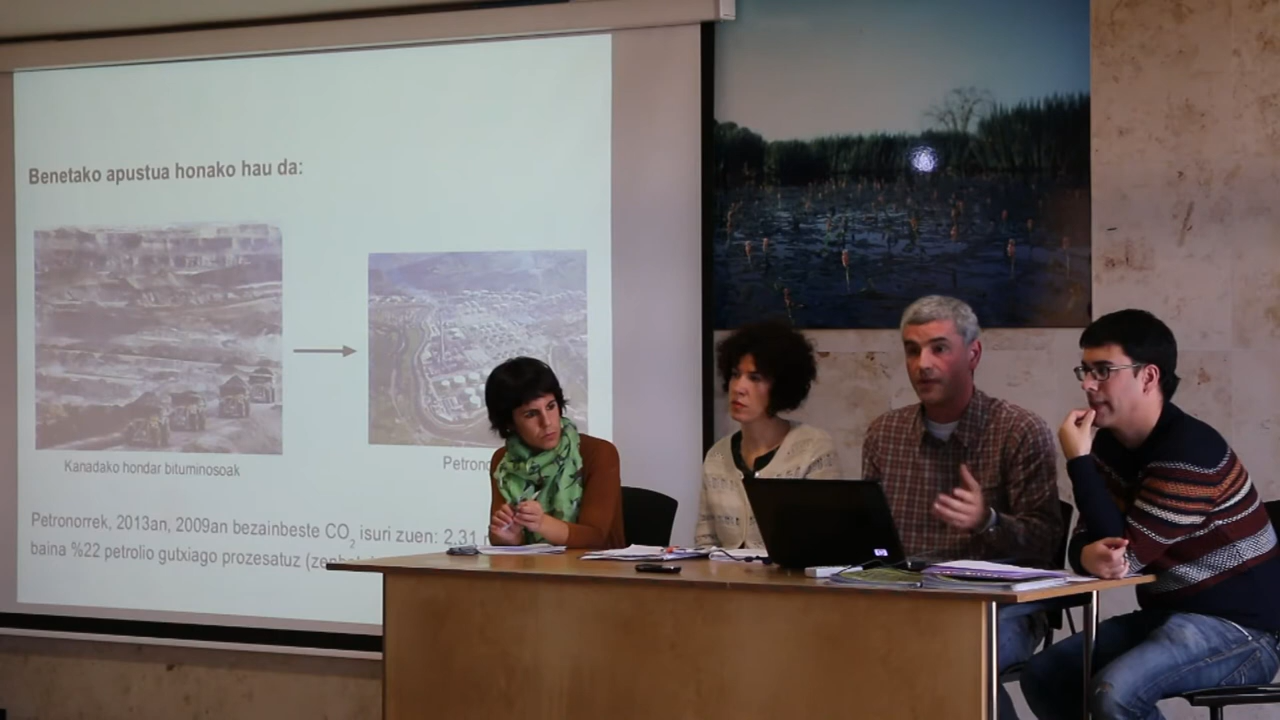 Benetako apustua honako hau da:
Kanadako hondar bituminosoak
Petronorrek, 2013an, 2009an bezainbeste CO2 isuri zuen: 2,31
baina %22 petrolio gutxiago prozesatuz
hp